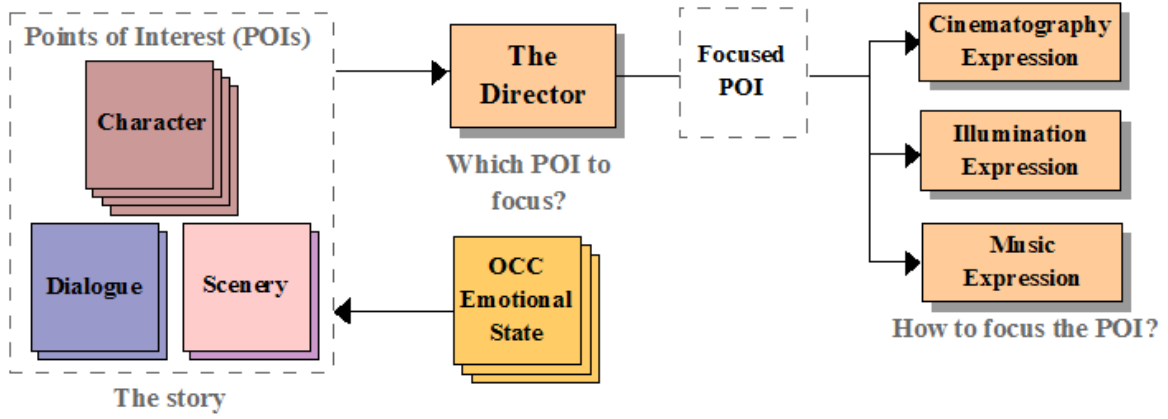 Points of Interest (POIs)
Character
Dialogue
Scenery
The story
The
Director
Which POI to
focus?
OCC
Emotional
State
Focused
POI
Cinematography
Expression
Illumination
Expression
Music
Expression
How to focus the POI?